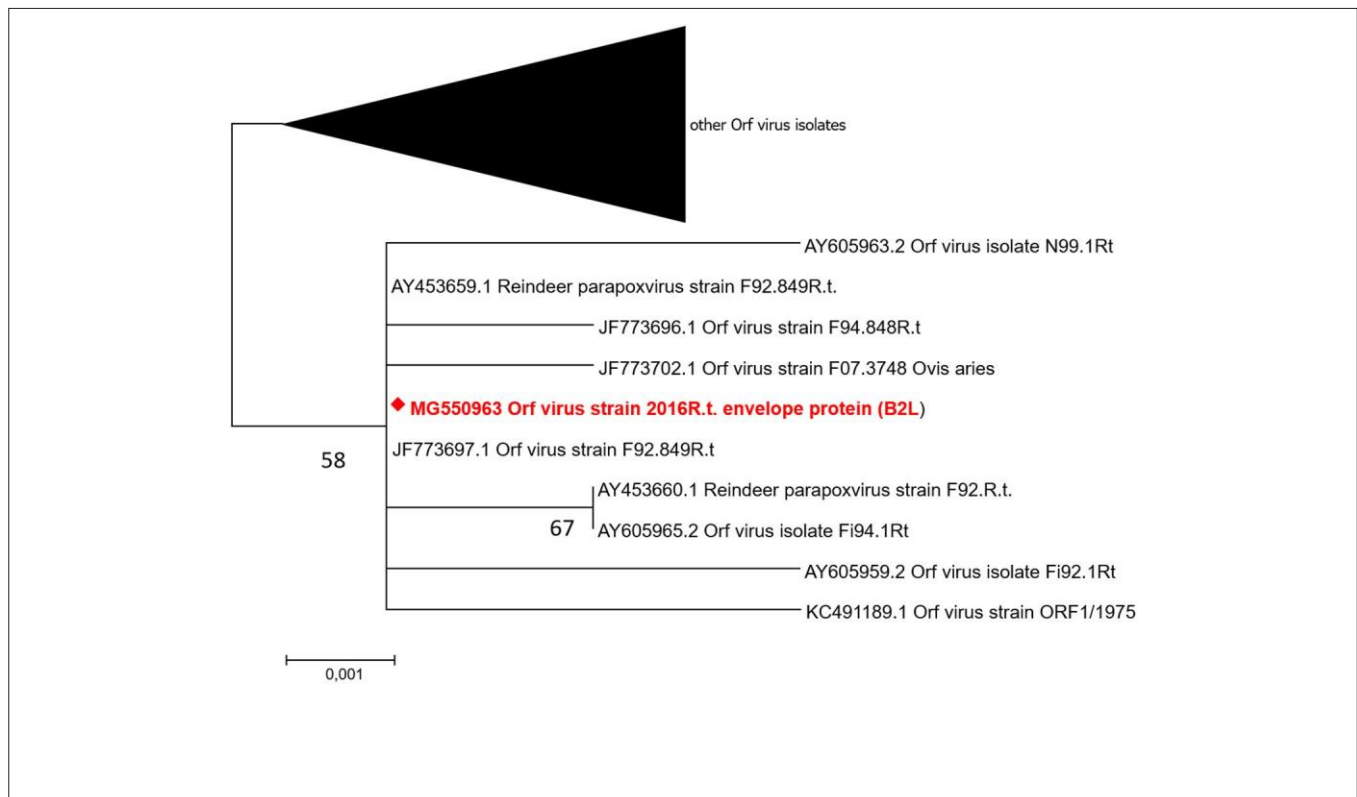 other Orf virus isolates
AY605963.2 Orf virus isolate N99.1Rt
AY453659.1 Reindeer parapoxvirus strain F92.849R.t.
JF773696.1 Orf virus strain F94.848R.t
JF773702.1 Orf virus strain F07.3748 Ovis aries
MG550963 Orf virus strain 2016R.t. envelope protein (B2L)
JF773697.1 Orf virus strain F92.849R.t
58
AY453660.1 Reindeer parapoxvirus strain F92.R.t.
67
AY605965.2 Orf virus isolate Fi94.1Rt
AY605959.2 Orf virus isolate Fi92.1Rt
KC491189.1 Orf virus strain ORF1/1975
0,001